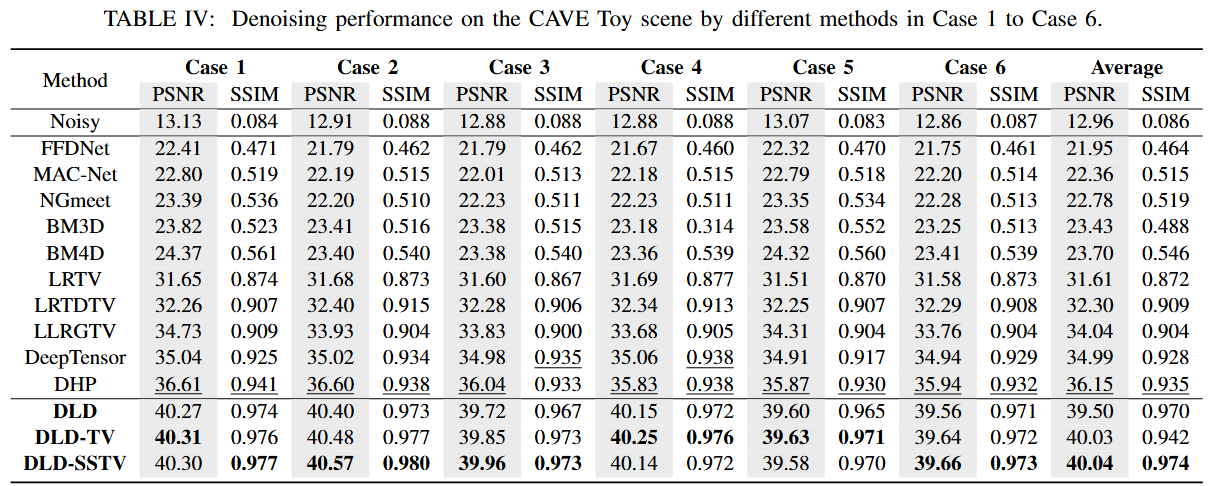 TABLE IV: Denoising performance on the CAVE Toy scene by different methods in Case 1 to Case 6.
Method Case 1 Case 2 Case 3 Case 4 Case 5 Case 6 Average
PSNR SSIM PSNR SSIM PSNR SSIM PSNR SSIM PSNR SSIM PSNR SSIM PSNR SSIM
Noisy 13.13 0.084 12.91 0.088 12.88 0.088 12.88 0.088 13.07 0.083 12.86 0.087 12.96 0.086
FFDNet 22.41 0.471 21.79 0.462 21.79 0.462 21.67 0.460 22.32 0.470 21.75 0.461 21.95 0.464
MAC-Net 22.80 0.519 22.19 0.515 22.01 0.513 22.18 0.515 22.79 0.518 22.20 0.514 22.36 0.515
NGmeet 23.39 0.536 22.20 0.510 22.23 0.511 22.23 0.511 23.35 0.534 22.28 0.513 22.78 0.519
BM3D 23.82 0.523 23.41 0.516 23.38 0.515 23.18 0.314 23.58 0.552 23.25 0.513 23.43 0.488
BM4D 24.37 0.561 23.40 0.540 23.38 0.540 23.36 0.539 24.32 0.560 23.41 0.539 23.70 0.546
LRTV 31.65 0.874 31.68 0.873 31.60 0.867 31.69 0.877 31.51 0.870 31.58 0.873 31.61 0.872
LRTDTV 32.26 0.907 32.40 0.915 32.28 0.906 32.34 0.913 32.25 0.907 32.29 0.908 32.30 0.909
LLRGTV 34.73 0.909 33.93 0.904 33.83 0.900 33.68 0.905 34.31 0.904 33.76 0.904 34.04 0.904
DeepTensor 35.04 0.925 35.02 0.934 34.98 0.935 35.06 0.938 34.91 0.917 34.94 0.929 34.99 0.928
DHP 36.61 0.941 36.60 0.938 36.04 0.933 35.83 0.938 35.87 0.930 35.94 0.932 36.15 0.935
DLD 40.27 0.974 40.40 0.973 39.72 0.967 40.15 0.972 39.60 0.965 39.56 0.971 39.50 0.970
DLD-TV 40.31 0.976 40.48 0.977 39.85 0.973 40.25 0.976 39.63 0.971 39.64 0.972 40.03 0.942
DLD-SSTV 40.30 0.977 40.57 0.980 39.96 0.973 40.14 0.972 39.58 0.970 39.66 0.973 40.04 0.974